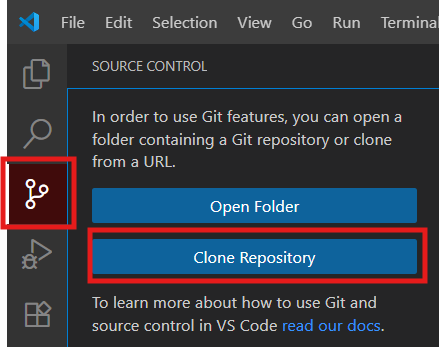 File Edit Selection View Go Run Terminal
SOURCE CONTROL
In order to use Git features, you can open a
folder containing a Git repository or clone
from a URL.
Open Folder
Clone Repository
To learn more about how to use Git and
source control in VS Code read our docs.